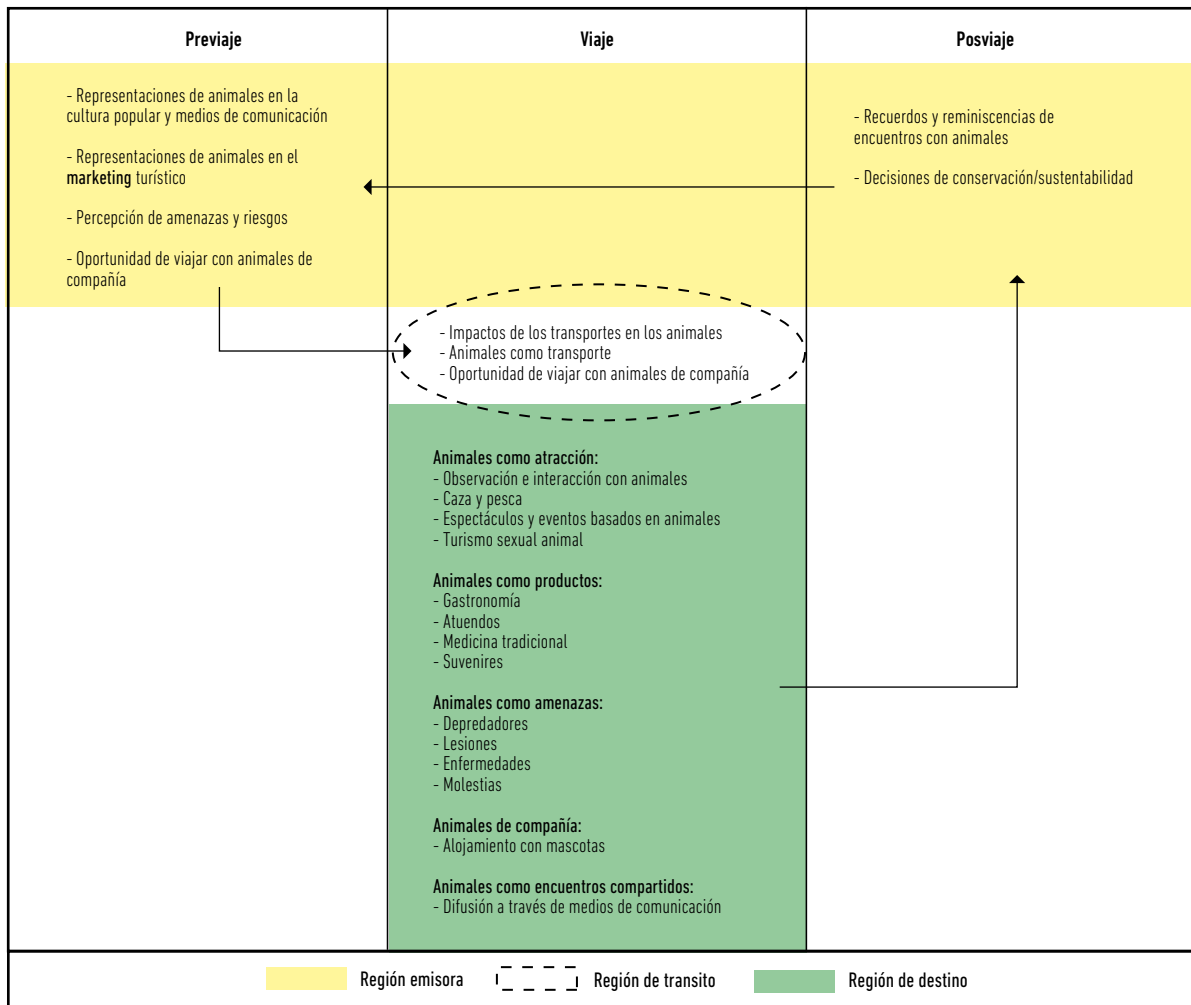 Previaje
Viaje
Posviaje
- Representaciones de animales en la
cultura popular y medios de comunicación
- Representaciones de animales en el
marketing turístico
- Percepción de amenazas y riesgos
- Oportunidad de viajar con animales de
compañía
- Recuerdos y reminiscencias de
encuentros con animales
- Decisiones de conservación/sustentabilidad
- Impactos de los transportes en los animales
- Animales como transporte
- Oportunidad de viajar con animales de compañía
Animales como atracción:
- Observación e interacción con animales
- Caza y pesca
- Espectáculos y eventos basados en animales
- Turismo sexual animal
Animales como productos:
- Gastronomía
- Atuendos
- Medicina tradicional
- Suvenires
Animales como amenazas:
- Depredadores
- Lesiones
- Enfermedades
- Molestias
Animales de compañía:
- Alojamiento con mascotas
Animales como encuentros compartidos:
- Difusión a través de medios de comunicación
Región emisora
Región de transito
Región de destino